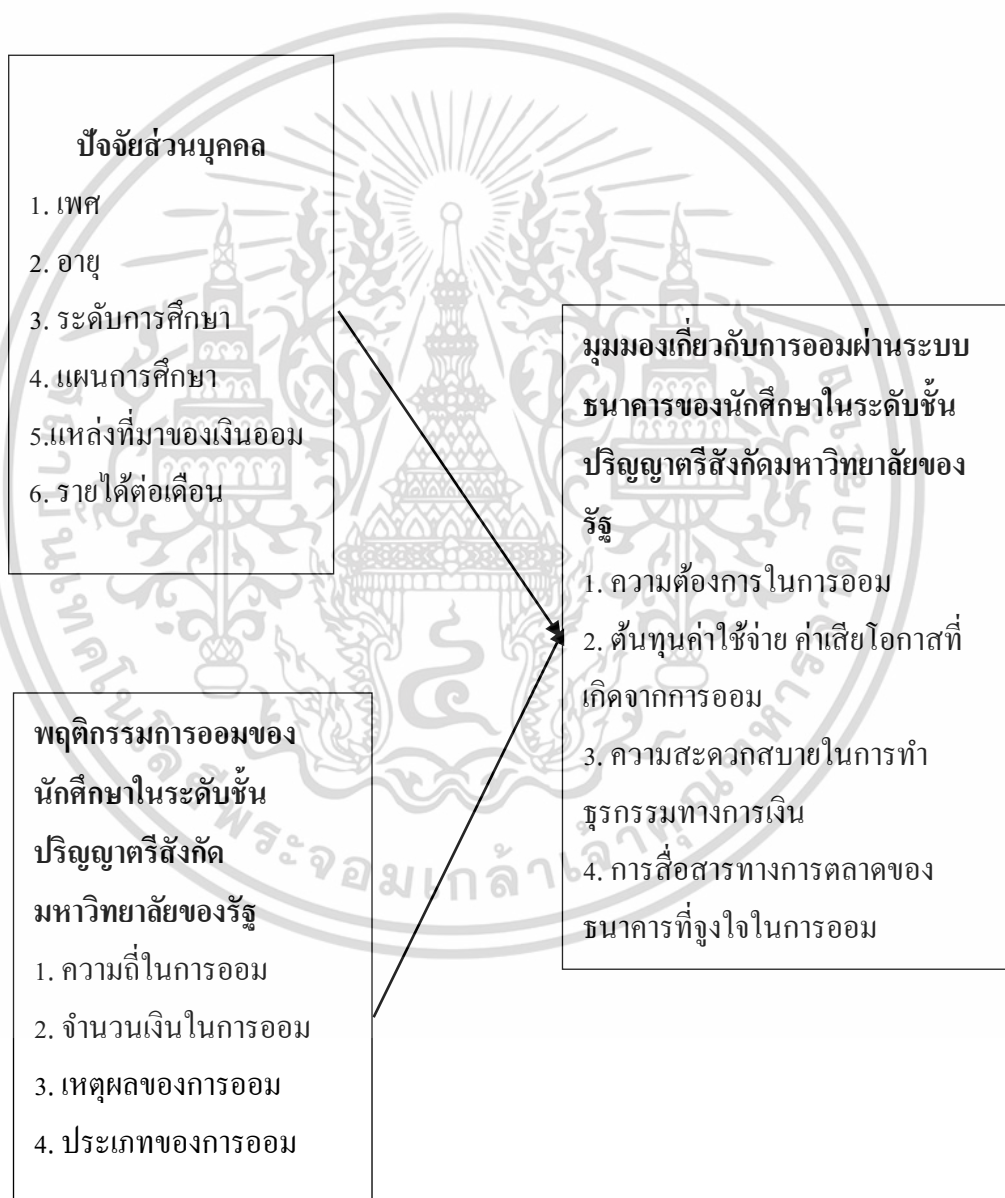 ปัจจัยส่วนบุคคล
1. เพศ
2. อายุ
3. ระดับการศึกษา
4. แผนการศึกษา
5.แหล่งที่มาของเงินออม
6. รายได้ต่อเดือน
มุมมองเกี่ยวกับการออมผ่านระบบ
ธนาคารของนักศึกษาในระดับชั้น
ปริญญาตรีสังกัดมหาวิทยาลัยของ
รัฐ
1. ความต้องการในการออม
2. ต้นทุนค่าใช้จ่าย ค่าเสียโอกาสที่
เกิดจากการออม
3. ความสะดวกสบายในการทำ
ธุรกรรมทางการเงิน
4. การสื่อสารทางการตลาดของ
ธนาคารที่จูงใจในการออม
พฤติกรรมการออมของ
นักศึกษาในระดับชั้น
ปริญญาตรีสังกัด
มหาวิทยาลัยของรัฐ
1. ความถี่ในการออม
2. จำนวนเงินในการออม
3. เหตุผลของการออม
4. ประเภทของการออม